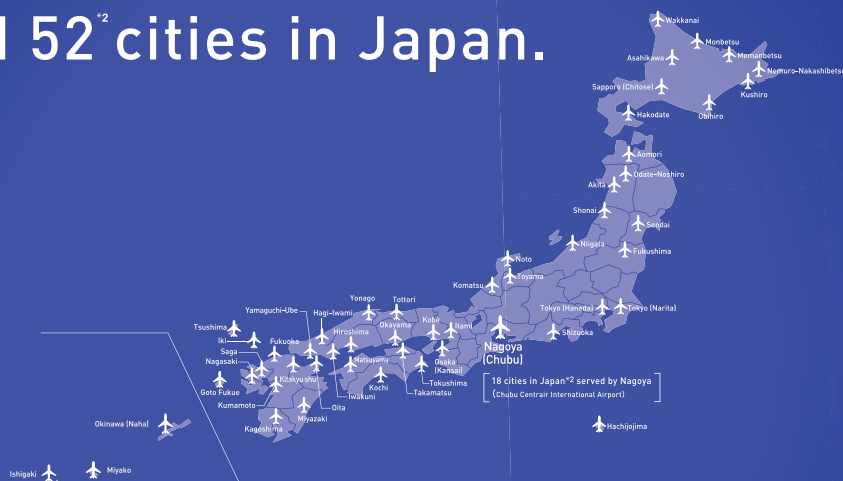 52*2 cities in Japan.
Wakkanai
Monbetsu
Memanbetsu
Asahikawa
Nemuro-Nakashibetsu
Sapporo (Chitose)
Kushiro
Obihiro
Hakodate
Aomori
Odate-Noshiro
Akita
Shonai
Sendai
Niigata
Fukushima
Noto
Toyama
Komatsu
Tokyo (Haneda)
Tokyo (Narita)
Shizuoka
Nagoya
(Chubu)
Yonago
Tottori
Yamaguchi-Ube
Hagi-Iwami
Kobe
Itami
Okayama
Hiroshima
Tsushima
Iki
Fukuoka
Saga
Nagasaki
Matsuyama
Osaka
(Kansai)
Kitakyushu
Tokushima
Goto Fukue
Kochi
Takamatsu
Iwakuni
Kumamoto
Oita
Miyazaki
Kagoshima
18 cities in Japan*2 served by Nagoya
(Chubu Centrair International Airport)
Hachijojima
Okinawa (Naha)
Ishigaki
Miyako